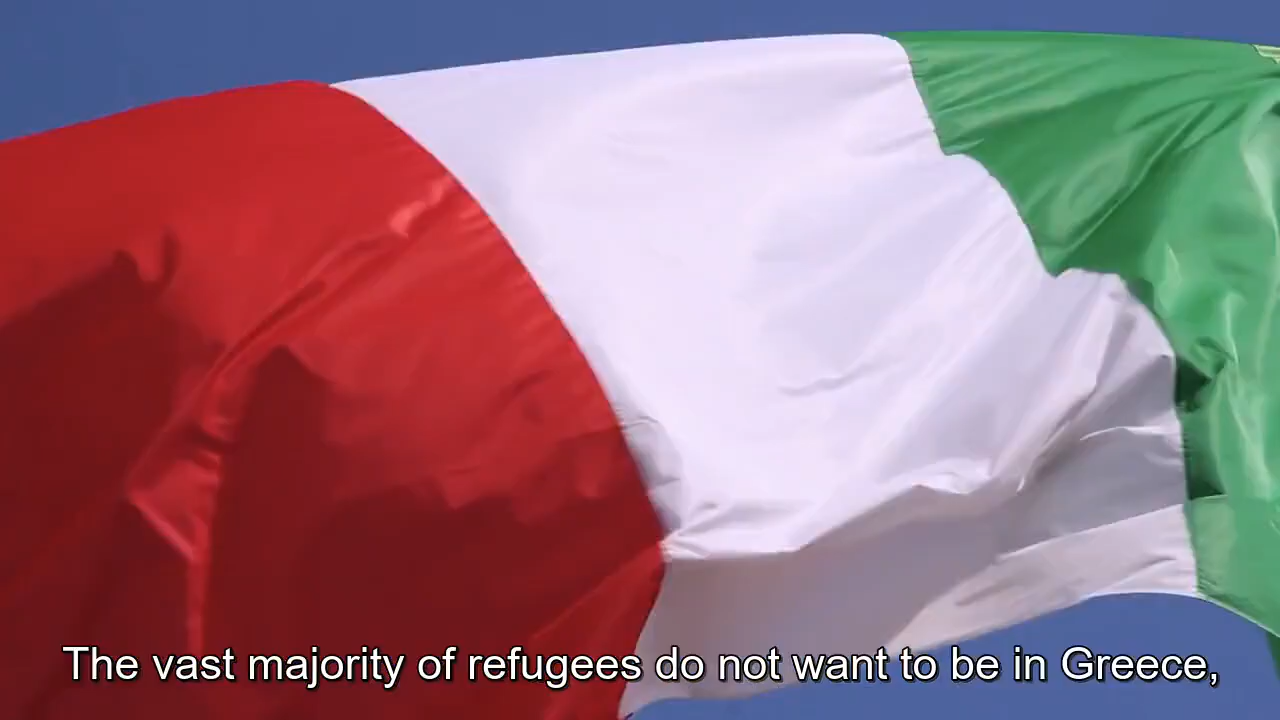 The vast majority of refugees do not want to be in Greece,